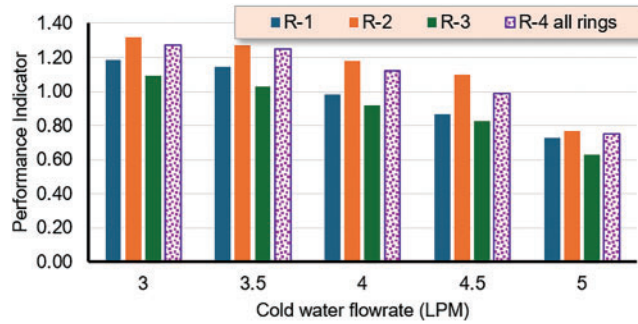 R-1 R-2 R-3 R-4 all rings
1.40
1.20
1.00
0.80
0.60
0.40
0.20
0.00
Performance Indicator
3 3.5 4 4.5 5
Cold water flowrate (LPM)